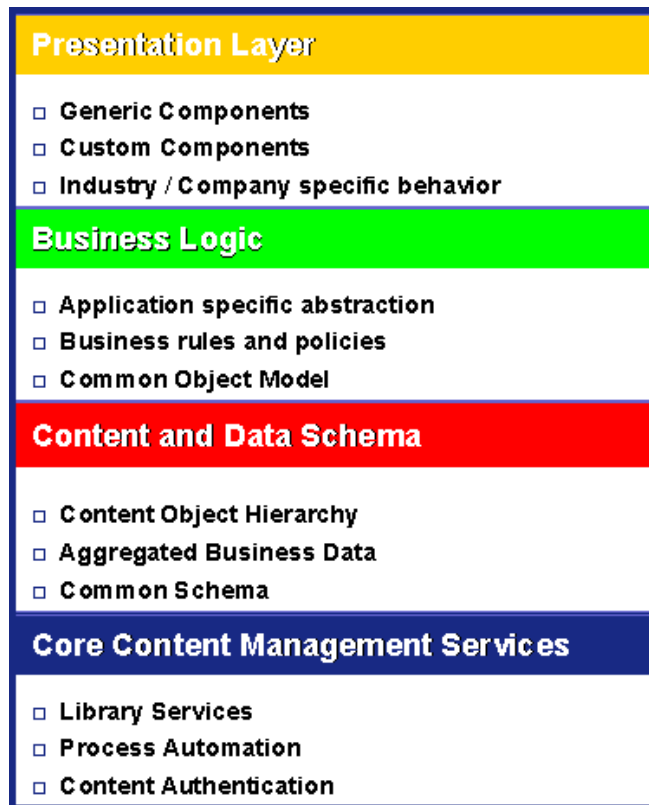 Presentation Layer
Generic Components
Custom Components
Industry / Company specific behavior
Business Logic
Application specific abstraction
Business rules and policies
Common Object Model
Content and Data Schema
Content Object Hierarchy
Aggregated Business Data
Common Schema
Core Content Management Services
Library Services
Process Automation
Content Authentication